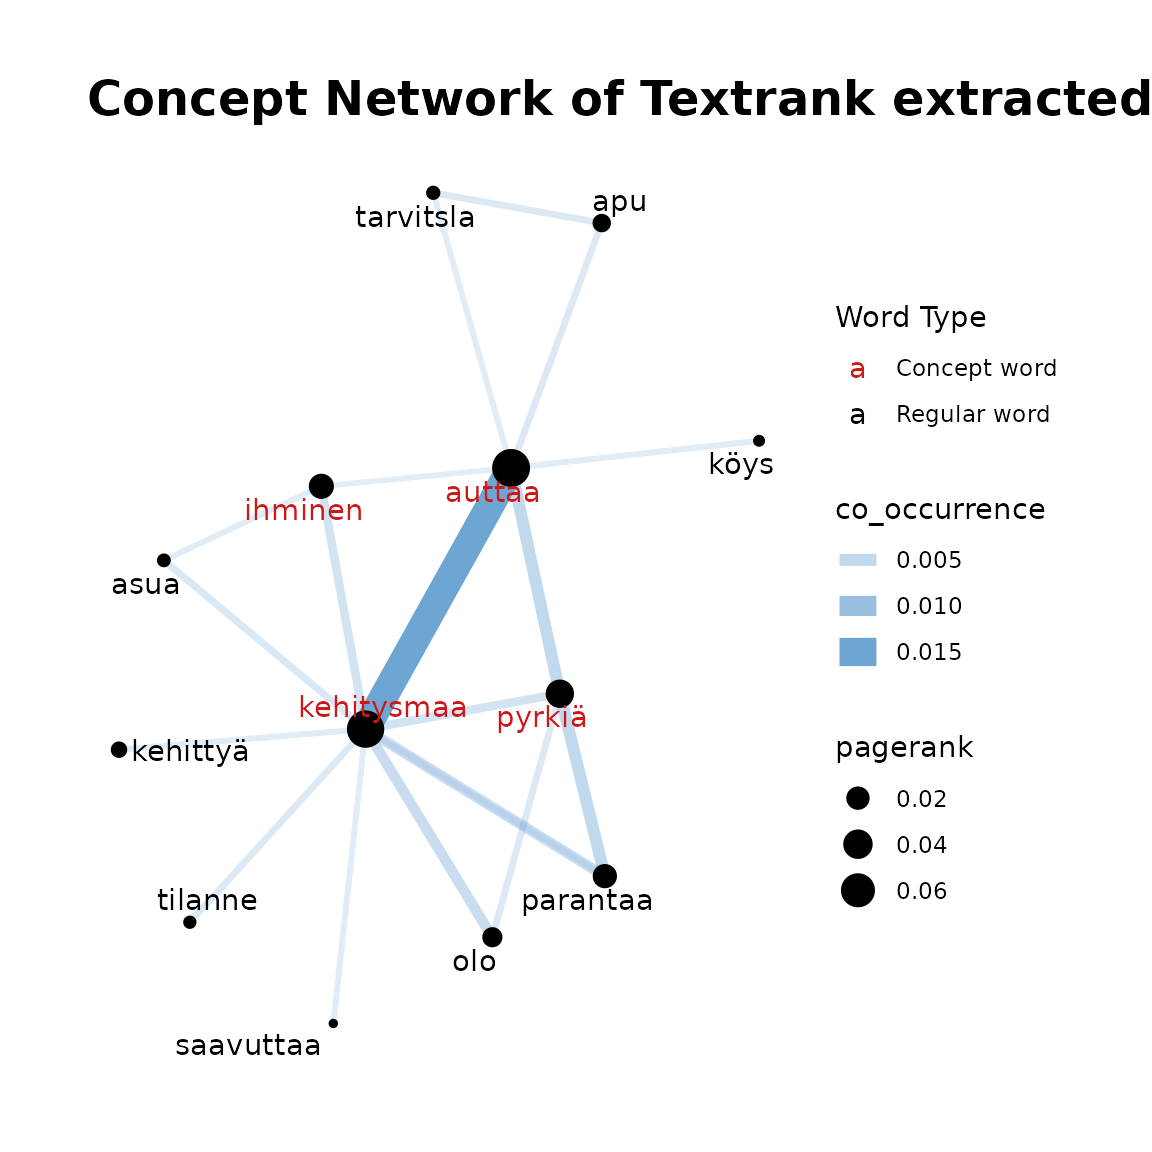 Concept Network of Textrank extracted
tarvitsla
apu
köys
auttaa
ihminen
asua
kehitysmaa
pyrkiä
kehittyä
tilanne
parantaa
olo
saavuttaa
Word Type
a Concept word
a Regular word
co_occurrence
0.005
0.010
0.015
pagerank
0.02
0.04
0.06